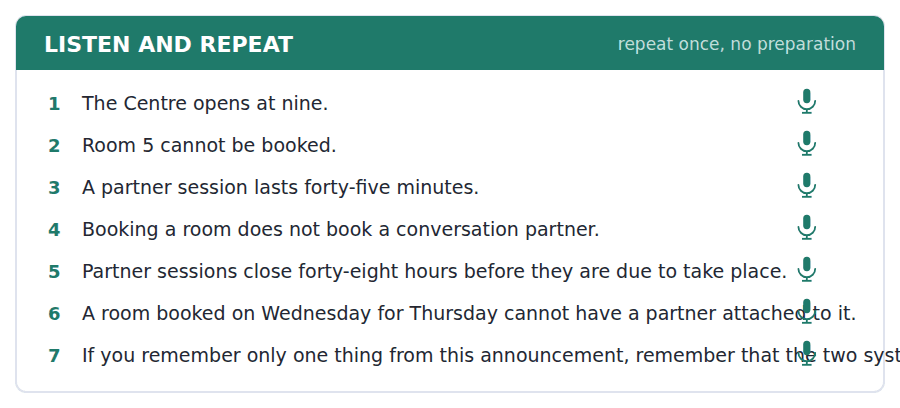 LISTEN AND REPEAT repeat once, no preparation
1 The Centre opens at nine.
2 Room 5 cannot be booked.
3 A partner session lasts forty-five minutes.
4 Booking a room does not book a conversation partner.
5 Partner sessions close forty-eight hours before they are due to take place.
6 A room booked on Wednesday for Thursday cannot have a partner attached to it.
7 If you remember only one thing from this announcement, remember that the two